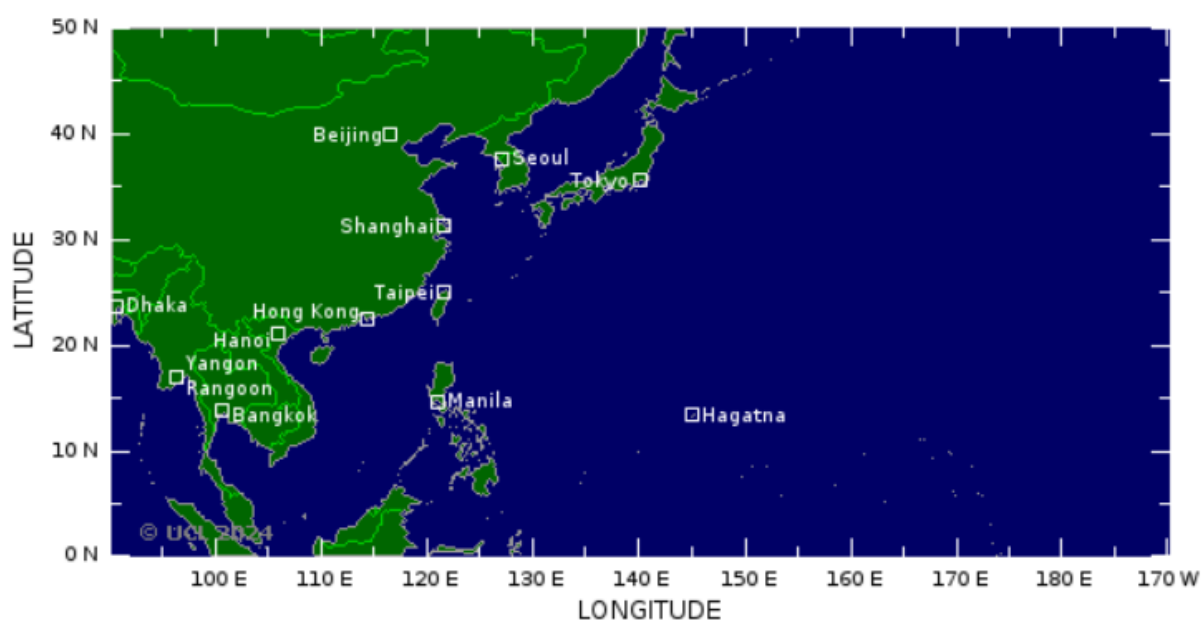 50 N
40 N
30 N
20 N
10 N
0 N
LATITUDE
Beijing
Seoul
Tokyo
Shanghai
Taipei
Dhaka
Hong Kong
Hanoi
Yangon
Rangoon
Bangkok
Manila
Hagatna
© UCL 2024
100 E 110 E 120 E 130 E 140 E 150 E 160 E 170 E 180 E 170 W
LONGITUDE